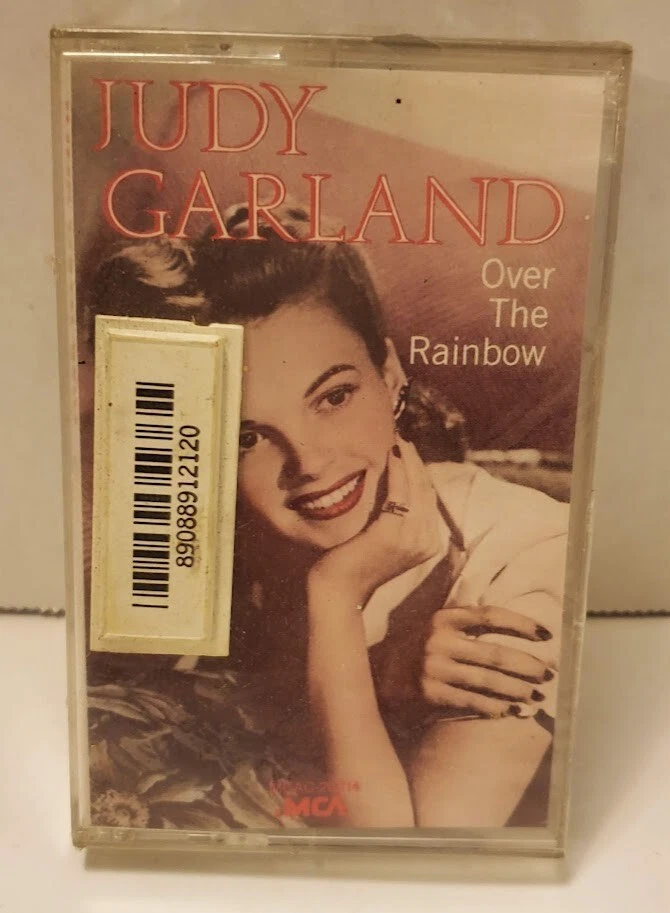 JUDY
GARLAND
Over
The
Rainbow
89088912120
MCA